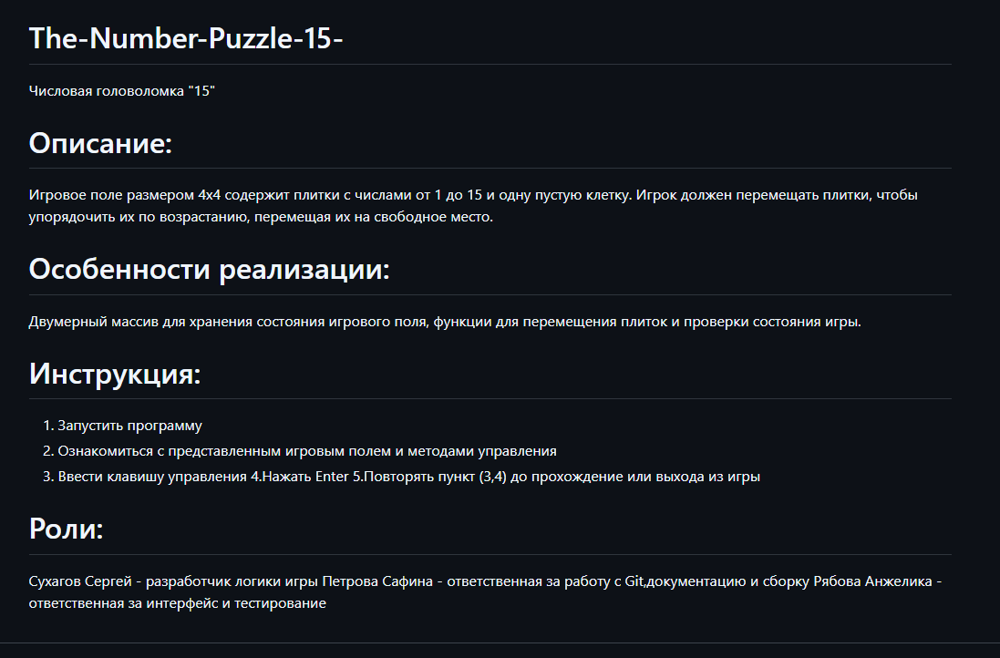 The-Number-Puzzle-15-
Числовая головоломка "15"
Описание:
Игровое поле размером 4x4 содержит плитки с числами от 1 до 15 и одну пустую клетку. Игрок должен перемещать плитки, чтобы
упорядочить их по возрастанию, перемещая их на свободное место.
Особенности реализации:
Двумерный массив для хранения состояния игрового поля, функции для перемещения плиток и проверки состояния игры.
Инструкция:
1. Запустить программу
2. Ознакомиться с представленным игровым полем и методами управления
3. Ввести клавишу управления 4.Нажать Enter 5.Повторять пункт (3,4) до прохождение или выхода из игры
Роли:
Сухагов Сергей - разработчик логики игры Петрова Сафина - ответственная за работу с Git,документацию и сборку Рябова Анжелика -
ответственная за интерфейс и тестирование